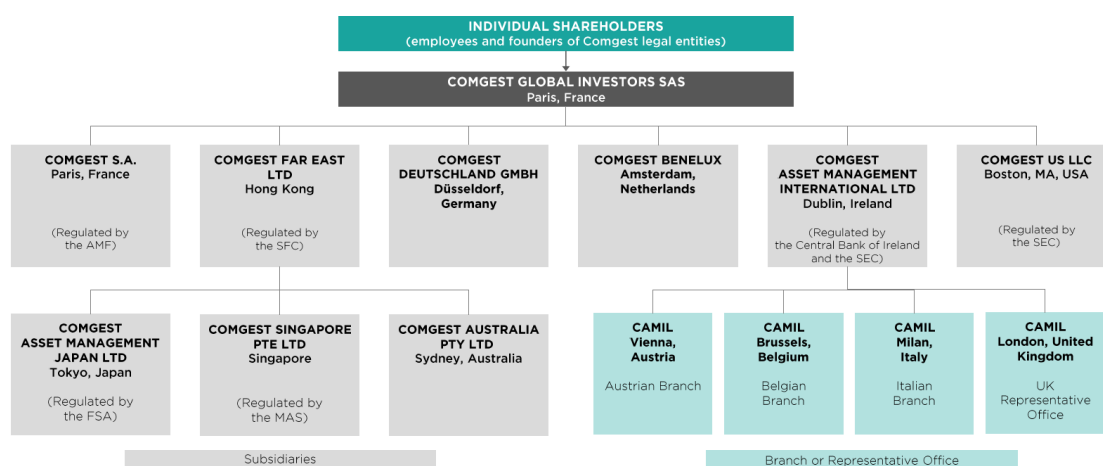 INDIVIDUAL SHAREHOLDERS
(employees and founders of Comgest legal entities)
COMGEST GLOBAL INVESTORS SAS
Paris, France
COMGEST S.A.
Paris, France
(Regulated by
the AMF)
COMGEST FAR EAST
LTD
Hong Kong
(Regulated by
the SFC)
COMGEST
DEUTSCHLAND GMBH
Düsseldorf,
Germany
COMGEST BENELUX
Amsterdam,
Netherlands
COMGEST
ASSET MANAGEMENT
INTERNATIONAL LTD
Dublin, Ireland
(Regulated by
the Central Bank of Ireland
and the SEC)
COMGEST US LLC
Boston, MA, USA
(Regulated by
the SEC)
COMGEST
ASSET MANAGEMENT
JAPAN LTD
Tokyo, Japan
(Regulated by
the FSA)
COMGEST SINGAPORE
PTE LTD
Singapore
(Regulated by
the MAS)
COMGEST AUSTRALIA
PTY LTD
Sydney, Australia
CAMIL
Vienna,
Austria
Austrian Branch
CAMIL
Brussels,
Belgium
Belgian
Branch
CAMIL
Milan,
Italy
Italian
Branch
CAMIL
London, United
Kingdom
UK
Representative
Office
Subsidiaries
Branch or Representative Office